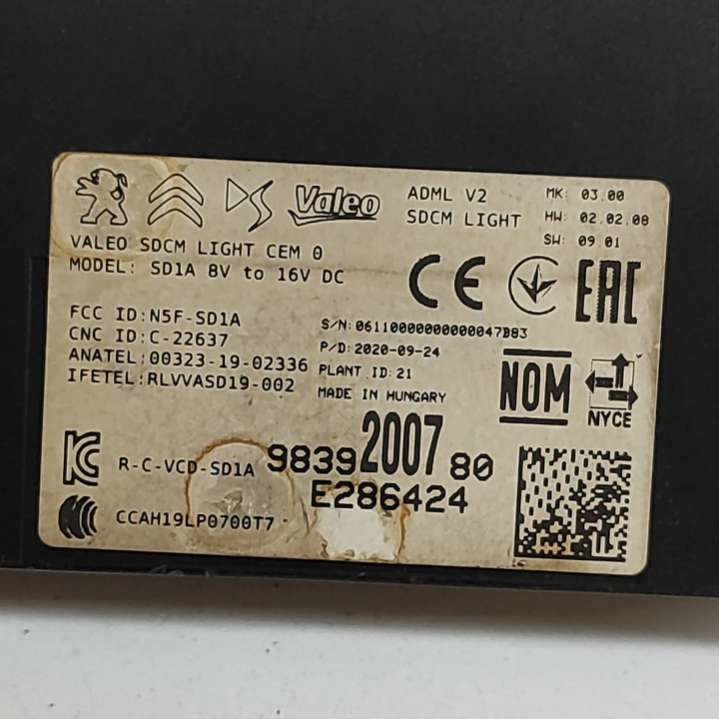 DS Valeo ADML V2 MK: 03.00
SDCM LIGHT HW: 02.02.08
SW: 09 01
VALEO SDCM LIGHT CEM 0
MODEL: SD1A 8V to 16V DC
CE EAC
FCC ID:N5F-SD1A
CNC ID:C-22637
ANATEL:00323-19-02336
IFETEL:RLVVASD19-002
S/N:06110000000000047B83
P/D:2020-09-24
PLANT ID:21
MADE IN HUNGARY
NOM
NYCE
R-C-VCD-SD1A
9839200780
E286424
CCAH19LP0700T7